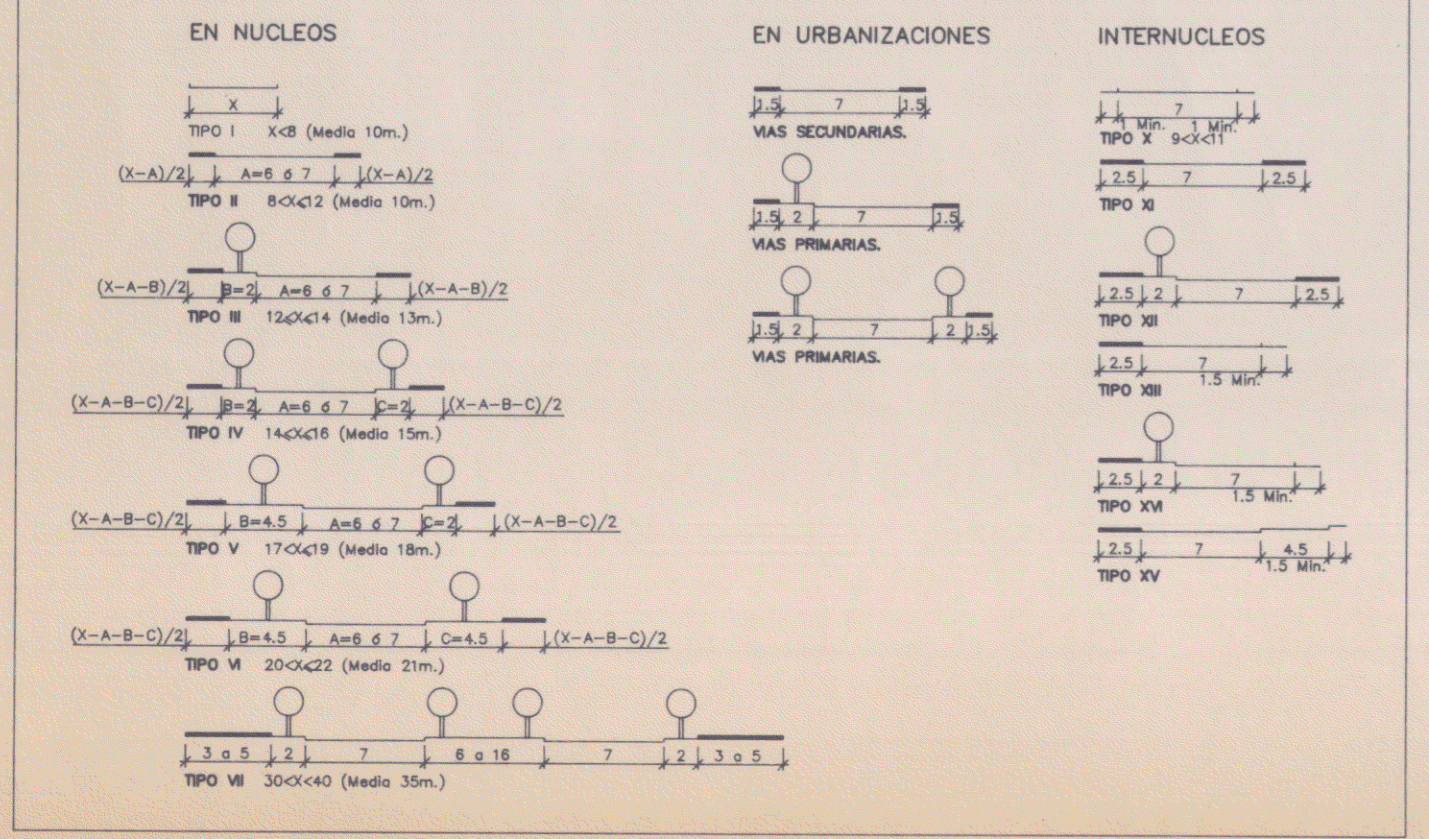 EN NUCLEOS
X
TIPO I X<8 (Media 10m.)
(X-A)/2 A=6 ó 7 (X-A)/2
TIPO II 8<X⩽12 (Media 10m.)
(X-A-B)/2 B=2 A=6 ó 7 (X-A-B)/2
TIPO III 12⩽X⩽14 (Media 13m.)
(X-A-B-C)/2 B=2 A=6 ó 7 C=2 (X-A-B-C)/2
TIPO IV 14⩽X⩽16 (Media 15m.)
(X-A-B-C)/2 B=4.5 A=6 ó 7 C=2 (X-A-B-C)/2
TIPO V 17<X⩽19 (Media 18m.)
(X-A-B-C)/2 B=4.5 A=6 ó 7 C=4.5 (X-A-B-C)/2
TIPO VI 20<X⩽22 (Media 21m.)
3 a 5 2 7 6 a 16 7 2 3 a 5
TIPO VII 30<X<40 (Media 35m.)
EN URBANIZACIONES
1.5 7 1.5
VIAS SECUNDARIAS.
1.5 2 7 1.5
VIAS PRIMARIAS.
1.5 2 7 2 1.5
VIAS PRIMARIAS.
INTERNUCLEOS
7
1 Min. 1 Min.
TIPO X 9<X<11
2.5 7 2.5
TIPO XI
2.5 2 7 2.5
TIPO XII
2.5 7
1.5 Min.
TIPO XIII
2.5 2 7
1.5 Min.
TIPO XVI
2.5 7 4.5
1.5 Min.
TIPO XV